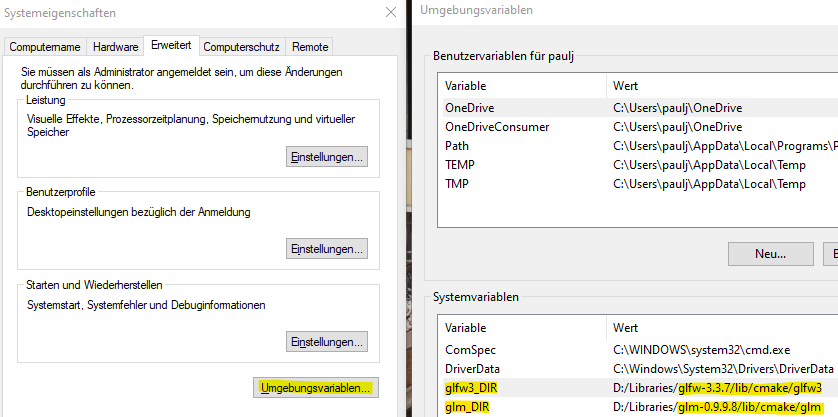 Systemeigenschaften
Computername
Hardware
Erweitert
Computerschutz
Remote
Sie müssen als Administrator angemeldet sein, um diese Änderungen
durchführen zu können.
Leistung
Visuelle Effekte, Prozessorzeitplanung, Speichernutzung und virtueller
Speicher
Einstellungen...
Benutzerprofile
Desktopeinstellungen bezüglich der Anmeldung
Einstellungen...
Starten und Wiederherstellen
Systemstart, Systemfehler und Debuginformationen
Einstellungen...
Umgebungsvariablen...
Umgebungsvariablen
Benutzervariablen für paulj
Variable Wert
OneDrive C:\Users\paulj\OneDrive
OneDriveConsumer C:\Users\paulj\OneDrive
Path C:\Users\paulj\AppData\Local\Programs\P
TEMP C:\Users\paulj\AppData\Local\Temp
TMP C:\Users\paulj\AppData\Local\Temp
Neu...
Systemvariablen
Variable Wert
ComSpec C:\WINDOWS\system32\cmd.exe
DriverData C:\Windows\System32\Drivers\DriverData
glfw3_DIR D:/Libraries/glfw-3.3.7/lib/cmake/glfw3
glm_DIR D:/Libraries/glm-0.9.9.8/lib/cmake/glm